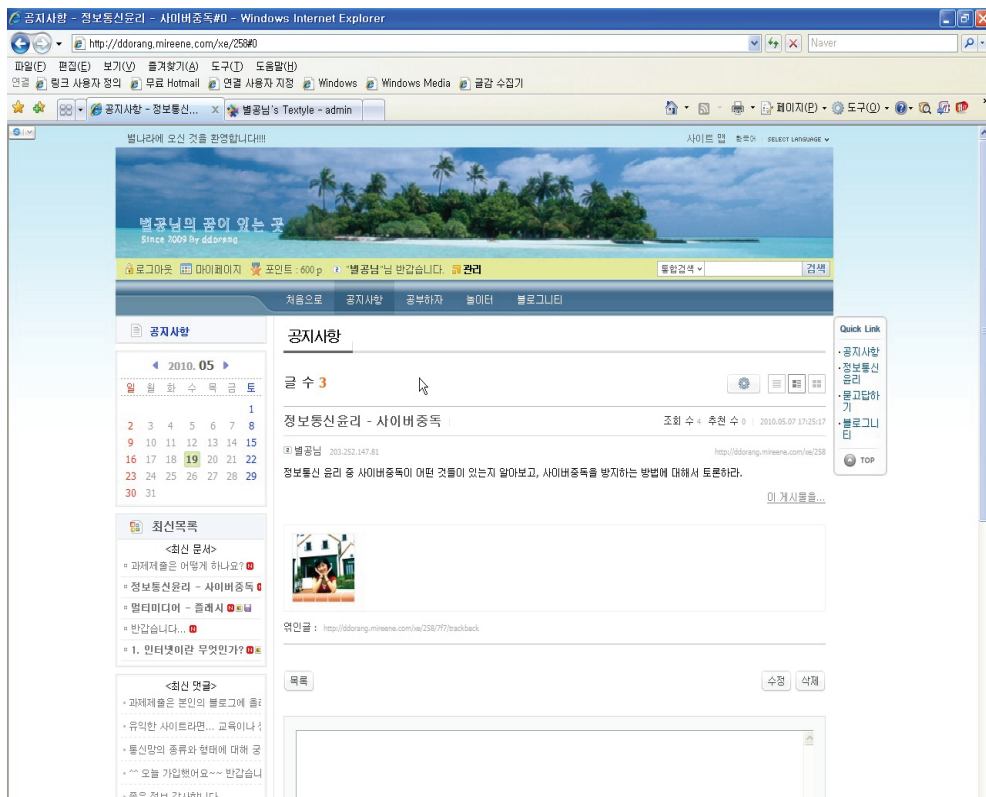 공지사항 - 정보통신윤리 - 사이버중독#0 - Windows Internet Explorer
http://ddorang.mireene.com/xe/258#0
Naver
파일(F) 편집(E) 보기(V) 즐겨찾기(A) 도구(T) 도움말(H)
연결 링크 사용자 정의 무료 Hotmail 연결 사용자 지정 Windows Windows Media 글감 수집기
공지사항 - 정보통신... x 별공님's Textyle - admin
페이지(P) 도구(O)
별나라에 오신 것을 환영합니다!!!!
사이트 맵 한국어 SELECT LANGUAGE
별공님의 꿈이 있는 곳
Since 2009 By ddorang
로그아웃 마이페이지 포인트 : 600 p "별공님"님 반갑습니다. 관리
통합검색 검색
처음으로 공지사항 공부하자 놀이터 블로그니티
공지사항
2010. 05
일 월 화 수 목 금 토
1
2 3 4 5 6 7 8
9 10 11 12 13 14 15
16 17 18 19 20 21 22
23 24 25 26 27 28 29
30 31
최신목록
<최신 문서>
과제제출은 어떻게 하나요?
정보통신윤리 - 사이버중독
멀티미디어 - 플래시
반갑습니다...
1. 인터넷이란 무엇인가?
<최신 댓글>
과제제출은 본인의 블로그에 올
유익한 사이트라면... 교육이나
통신망의 종류와 형태에 대해 궁
^^ 오늘 가입했어요~~ 반갑습니
좋은 정보 감사합니다
공지사항
글 수 3
정보통신윤리 - 사이버중독
조회 수 4 추천 수 0 2010.05.07 17:25:17
별공님 203.252.147.81
http://ddorang.mireene.com/xe/258
정보통신 윤리 중 사이버중독이 어떤 것들이 있는지 알아보고, 사이버중독을 방지하는 방법에 대해서 토론하라.
이 게시물을...
엮인글 : http://ddorang.mireene.com/xe/258/7f7/trackback
목록
수정 삭제
Quick Link
공지사항
정보통신
윤리
묻고답하
기
블로그니
티
TOP